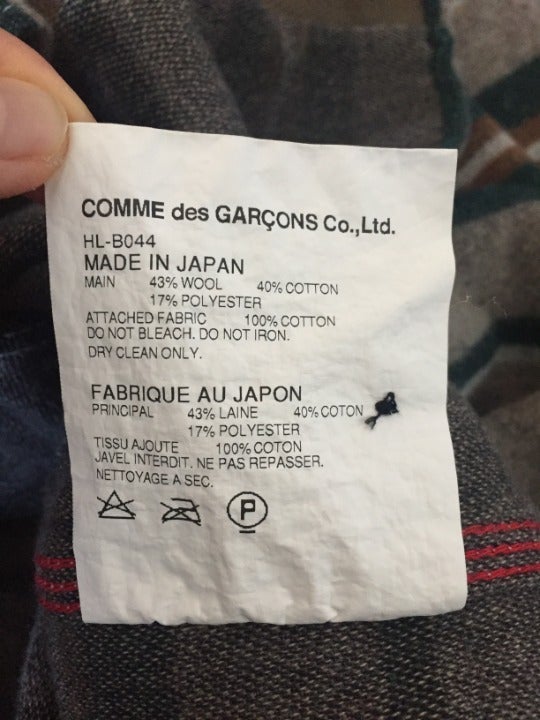 COMME des GARÇONS Co.,Ltd.
HL-B044
MADE IN JAPAN
MAIN 43% WOOL 40% COTTON
17% POLYESTER
ATTACHED FABRIC 100% COTTON
DO NOT BLEACH. DO NOT IRON.
DRY CLEAN ONLY.
FABRIQUE AU JAPON
PRINCIPAL 43% LAINE 40% COTON
17% POLYESTER
TISSU AJOUTE 100% COTON
JAVEL INTERDIT. NE PAS REPASSER.
NETTOYAGE A SEC.
P